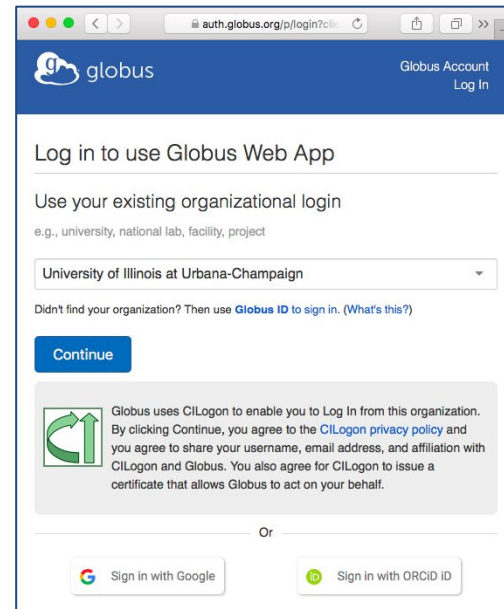 auth.globus.org/p/login?clie
globus
Globus Account
Log In
Log in to use Globus Web App
Use your existing organizational login
e.g., university, national lab, facility, project
University of Illinois at Urbana-Champaign
Didn't find your organization? Then use Globus ID to sign in. (What's this?)
Continue
Globus uses CILogon to enable you to Log In from this organization.
By clicking Continue, you agree to the CILogon privacy policy and
you agree to share your username, email address, and affiliation with
CILogon and Globus. You also agree for CILogon to issue a
certificate that allows Globus to act on your behalf.
Or
Sign in with Google
Sign in with ORCiD iD